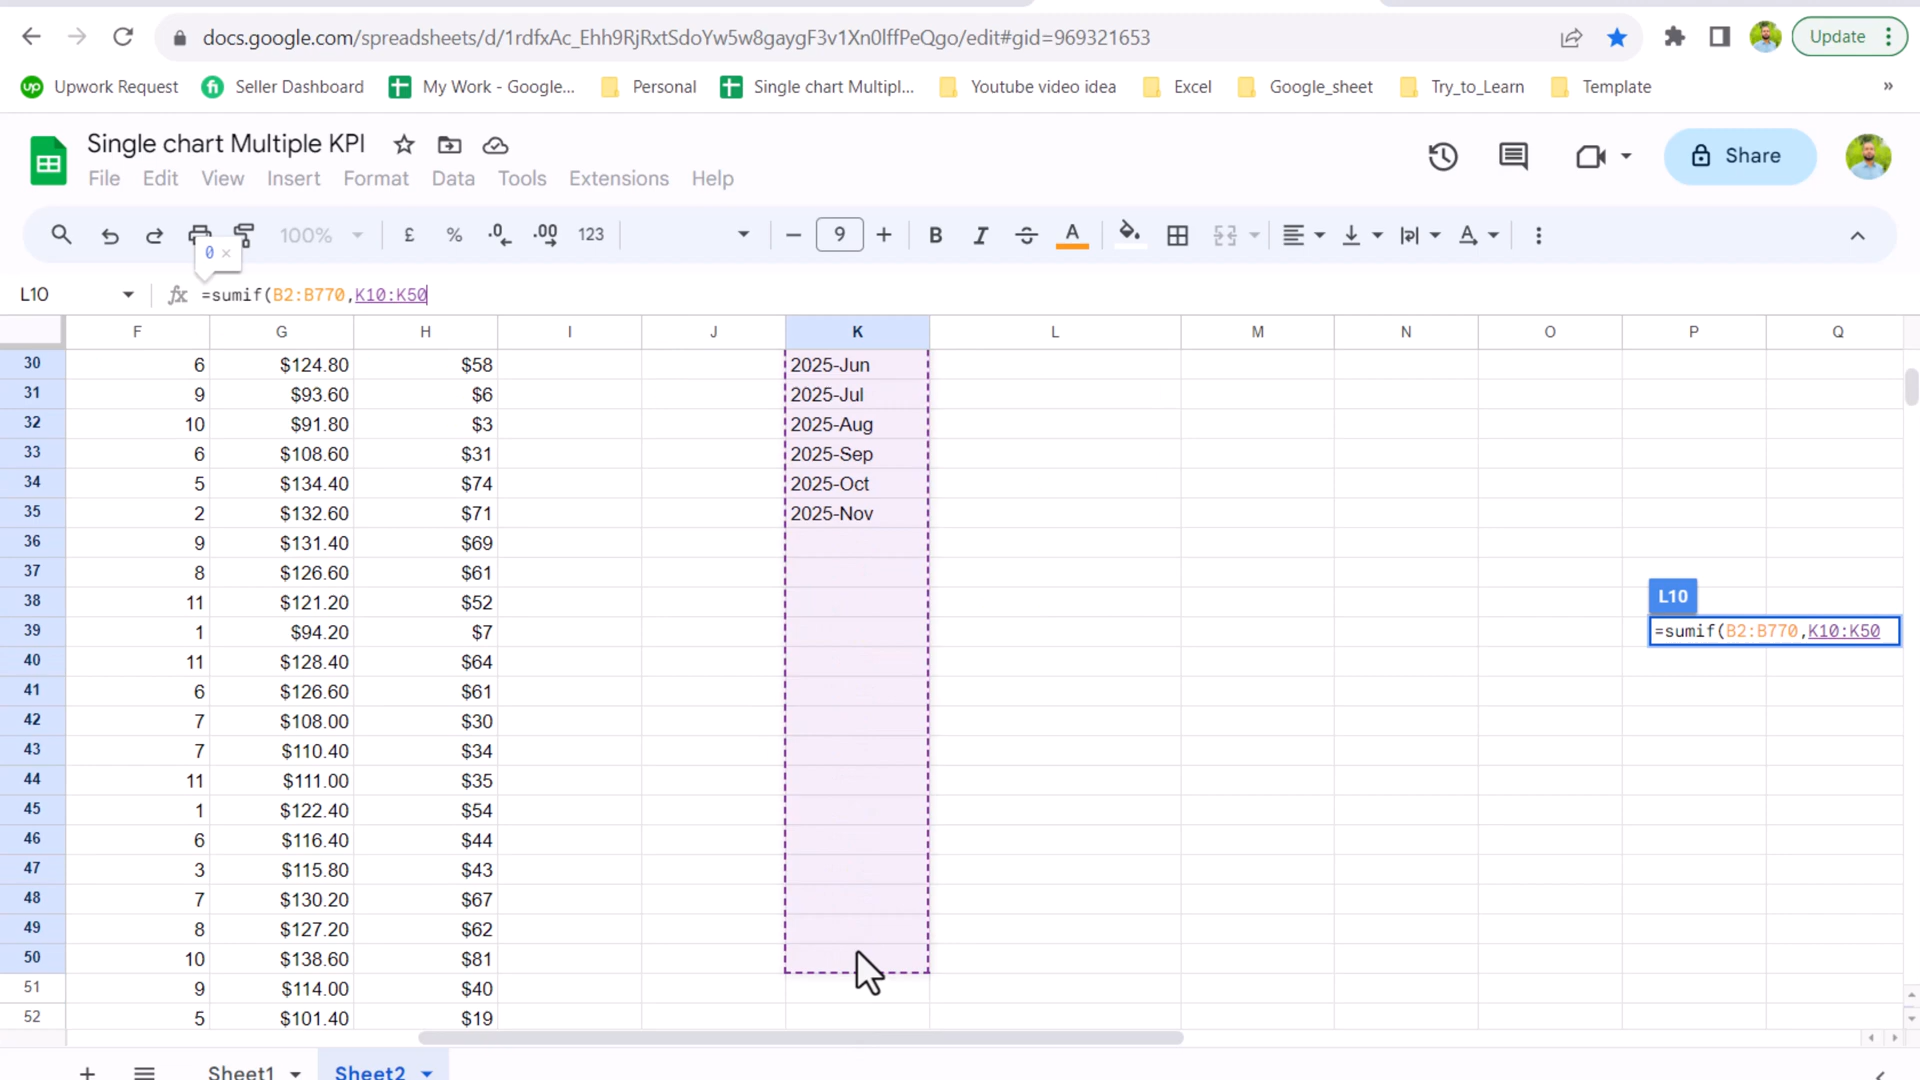 docs.google.com/spreadsheets/d/1rdfxAc_Ehh9RjRxtSdoYw5w8gaygF3v1Xn0lffPeQgo/edit#gid=969321653
Update
up Upwork Request fi Seller Dashboard My Work - Google... Personal Single chart Multipl... Youtube video idea Excel Google_sheet Try_to_Learn Template »
Single chart Multiple KPI
Share
File Edit View Insert Format Data Tools Extensions Help
100% £ % .0 .00 123 9 B I A
0 ×
L10 fx =sumif(B2:B770,K10:K50
F G H I J K L M N O P Q
30 6 $124.80 $58 2025-Jun
31 9 $93.60 $6 2025-Jul
32 10 $91.80 $3 2025-Aug
33 6 $108.60 $31 2025-Sep
34 5 $134.40 $74 2025-Oct
35 2 $132.60 $71 2025-Nov
36 9 $131.40 $69
37 8 $126.60 $61
38 11 $121.20 $52 L10
39 1 $94.20 $7 =sumif(B2:B770,K10:K50
40 11 $128.40 $64
41 6 $126.60 $61
42 7 $108.00 $30
43 7 $110.40 $34
44 11 $111.00 $35
45 1 $122.40 $54
46 6 $116.40 $44
47 3 $115.80 $43
48 7 $130.20 $67
49 8 $127.20 $62
50 10 $138.60 $81
51 9 $114.00 $40
52 5 $101.40 $19
Sheet1 Sheet2